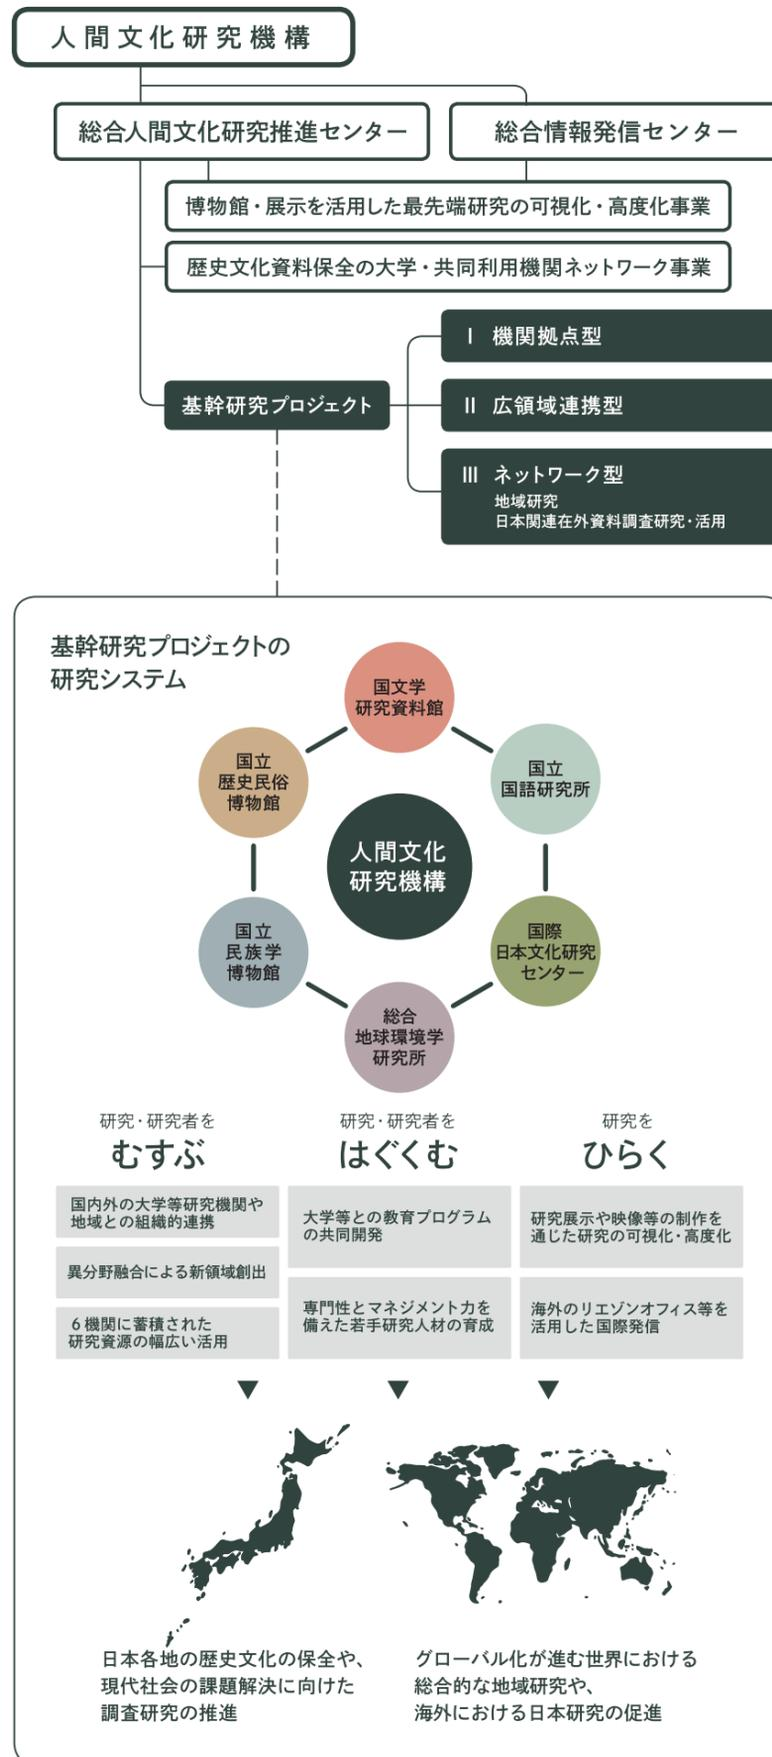 人間文化研究機構
総合人間文化研究推進センター
総合情報発信センター
博物館・展示を活用した最先端研究の可視化・高度化事業
歴史文化資料保全の大学・共同利用機関ネットワーク事業
基幹研究プロジェクト
Ⅰ 機関拠点型
Ⅱ 広領域連携型
Ⅲ ネットワーク型
地域研究
日本関連在外資料調査研究・活用
基幹研究プロジェクトの
研究システム
国文学
研究資料館
国立
歴史民俗
博物館
国立
国語研究所
人間文化
研究機構
国立
民族学
博物館
国際
日本文化研究
センター
総合
地球環境学
研究所
研究・研究者を
むすぶ
国内外の大学等研究機関や
地域との組織的連携
異分野融合による新領域創出
6機関に蓄積された
研究資源の幅広い活用
研究・研究者を
はぐくむ
大学等との教育プログラム
の共同開発
専門性とマネジメント力を
備えた若手研究人材の育成
研究を
ひらく
研究展示や映像等の制作を
通じた研究の可視化・高度化
海外のリエゾンオフィス等を
活用した国際発信
日本各地の歴史文化の保全や、
現代社会の課題解決に向けた
調査研究の推進
グローバル化が進む世界における
総合的な地域研究や、
海外における日本研究の促進